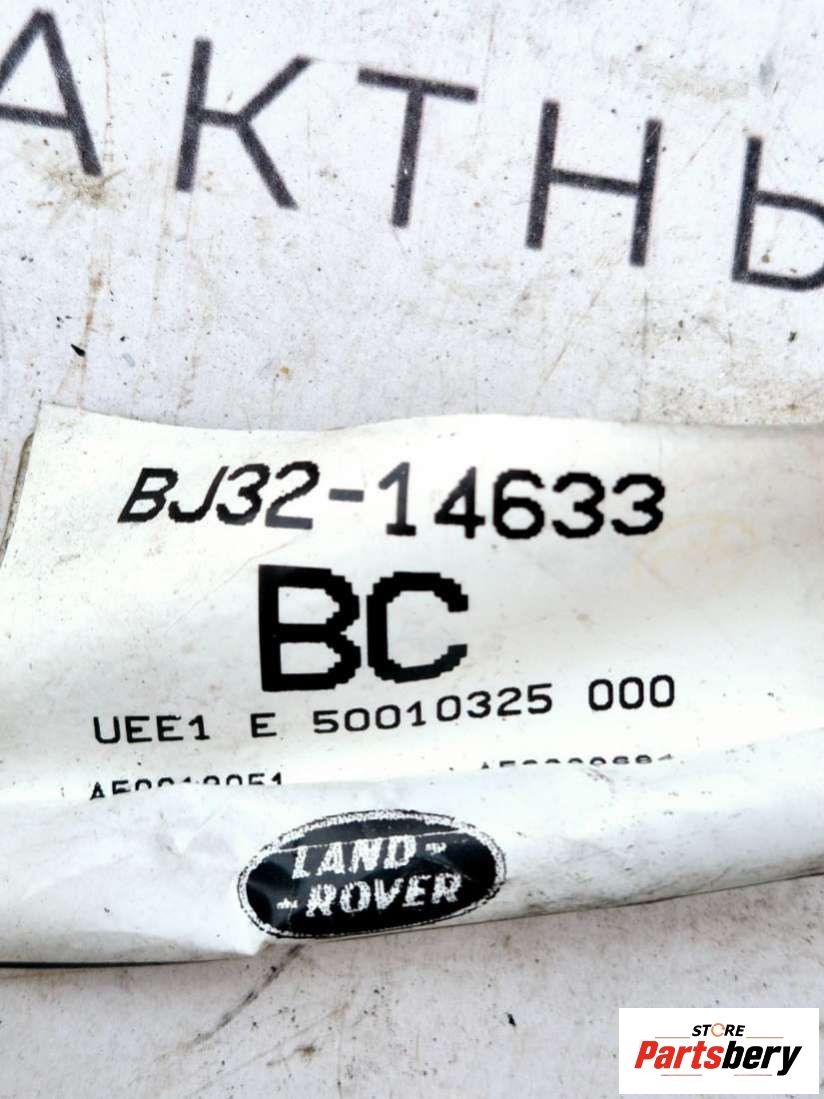 АКТНЫ
BJ32-14633
BC
UEE1 E 50010325 000
LAND-
-ROVER
STORE
Partsbery